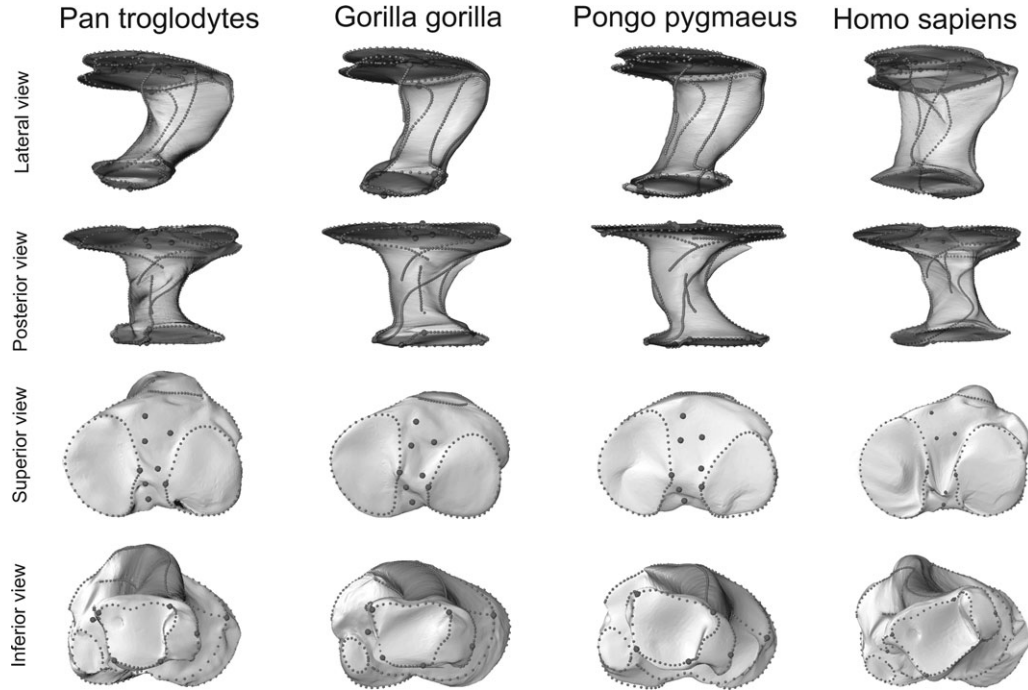 Pan troglodytes
Gorilla gorilla
Pongo pygmaeus
Homo sapiens
Lateral view
Posterior view
Superior view
Inferior view